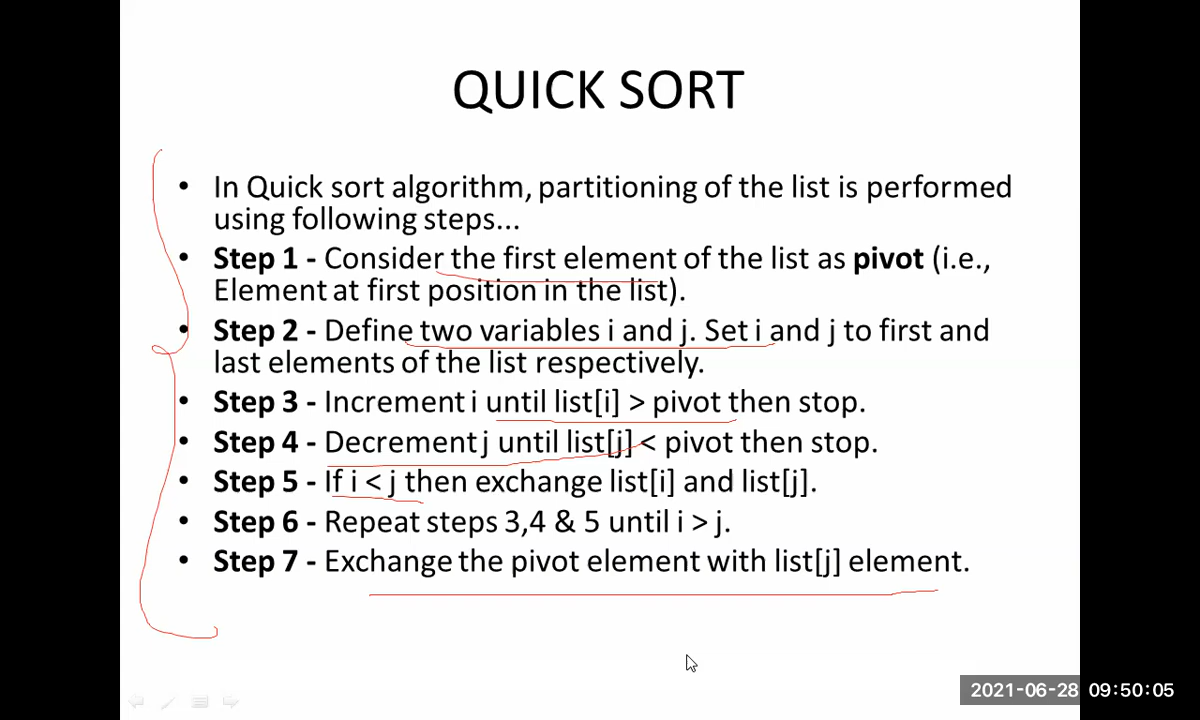 QUICK SORT
• In Quick sort algorithm, partitioning of the list is performed
using following steps...
• Step 1 - Consider the first element of the list as pivot (i.e.,
Element at first position in the list).
• Step 2 - Define two variables i and j. Set i and j to first and
last elements of the list respectively.
• Step 3 - Increment i until list[i] > pivot then stop.
• Step 4 - Decrement j until list[j] < pivot then stop.
• Step 5 - If i < j then exchange list[i] and list[j].
• Step 6 - Repeat steps 3,4 & 5 until i > j.
• Step 7 - Exchange the pivot element with list[j] element.
2021-06-28 09:50:05